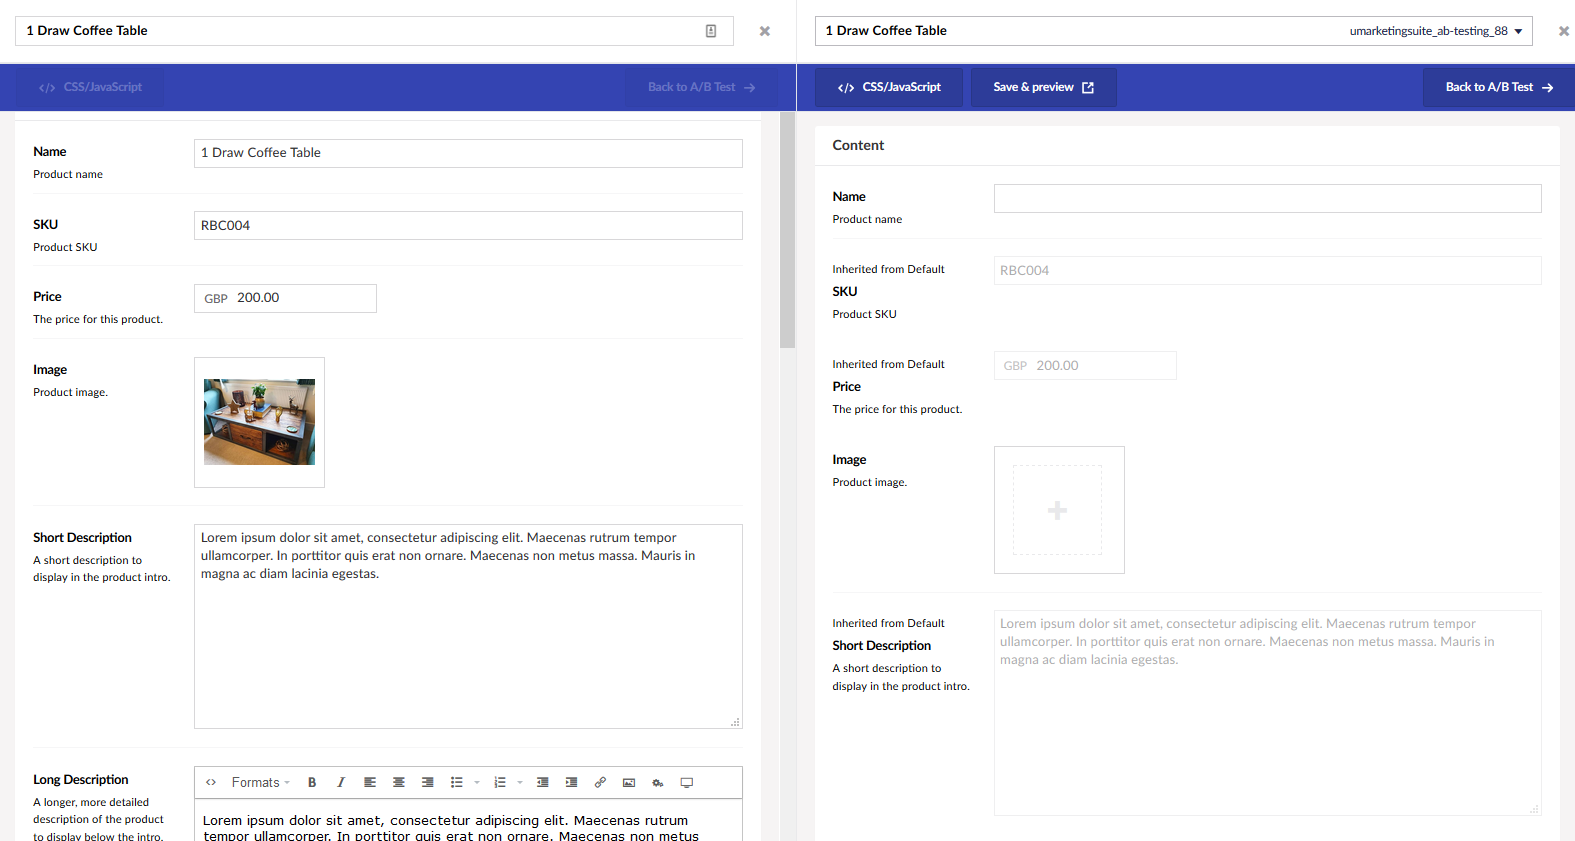 1 Draw Coffee Table
CSS/JavaScript
Back to A/B Test
Name
Product name
1 Draw Coffee Table
SKU
Product SKU
RBC004
Price
The price for this product.
GBP 200.00
Image
Product image.
Short Description
A short description to
display in the product intro.
Lorem ipsum dolor sit amet, consectetur adipiscing elit. Maecenas rutrum tempor
ullamcorper. In porttitor quis erat non ornare. Maecenas non metus massa. Mauris in
magna ac diam lacinia egestas.
Long Description
A longer, more detailed
description of the product
to display below the intro.
Formats
B I
Lorem ipsum dolor sit amet, consectetur adipiscing elit. Maecenas rutrum
tempor ullamcorper. In porttitor quis erat non ornare. Maecenas non metus
1 Draw Coffee Table
umarketingsuite_ab-testing_88
CSS/JavaScript
Save & preview
Back to A/B Test
Content
Name
Product name
Inherited from Default
SKU
Product SKU
RBC004
Inherited from Default
Price
The price for this product.
GBP 200.00
Image
Product image.
Inherited from Default
Short Description
A short description to
display in the product intro.
Lorem ipsum dolor sit amet, consectetur adipiscing elit. Maecenas rutrum tempor
ullamcorper. In porttitor quis erat non ornare. Maecenas non metus massa. Mauris in
magna ac diam lacinia egestas.